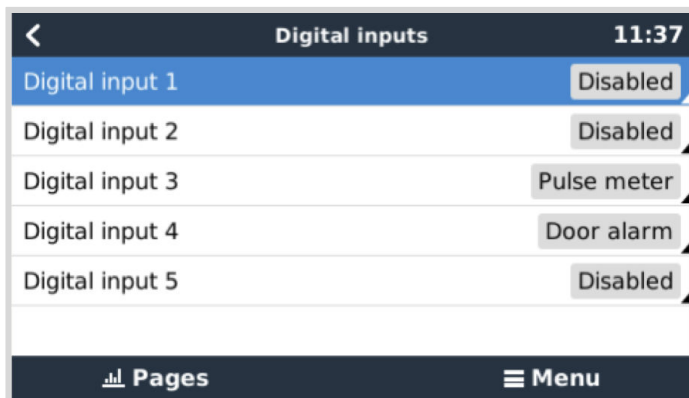 Digital inputs 11:37
Digital input 1 Disabled
Digital input 2 Disabled
Digital input 3 Pulse meter
Digital input 4 Door alarm
Digital input 5 Disabled
Pages Menu